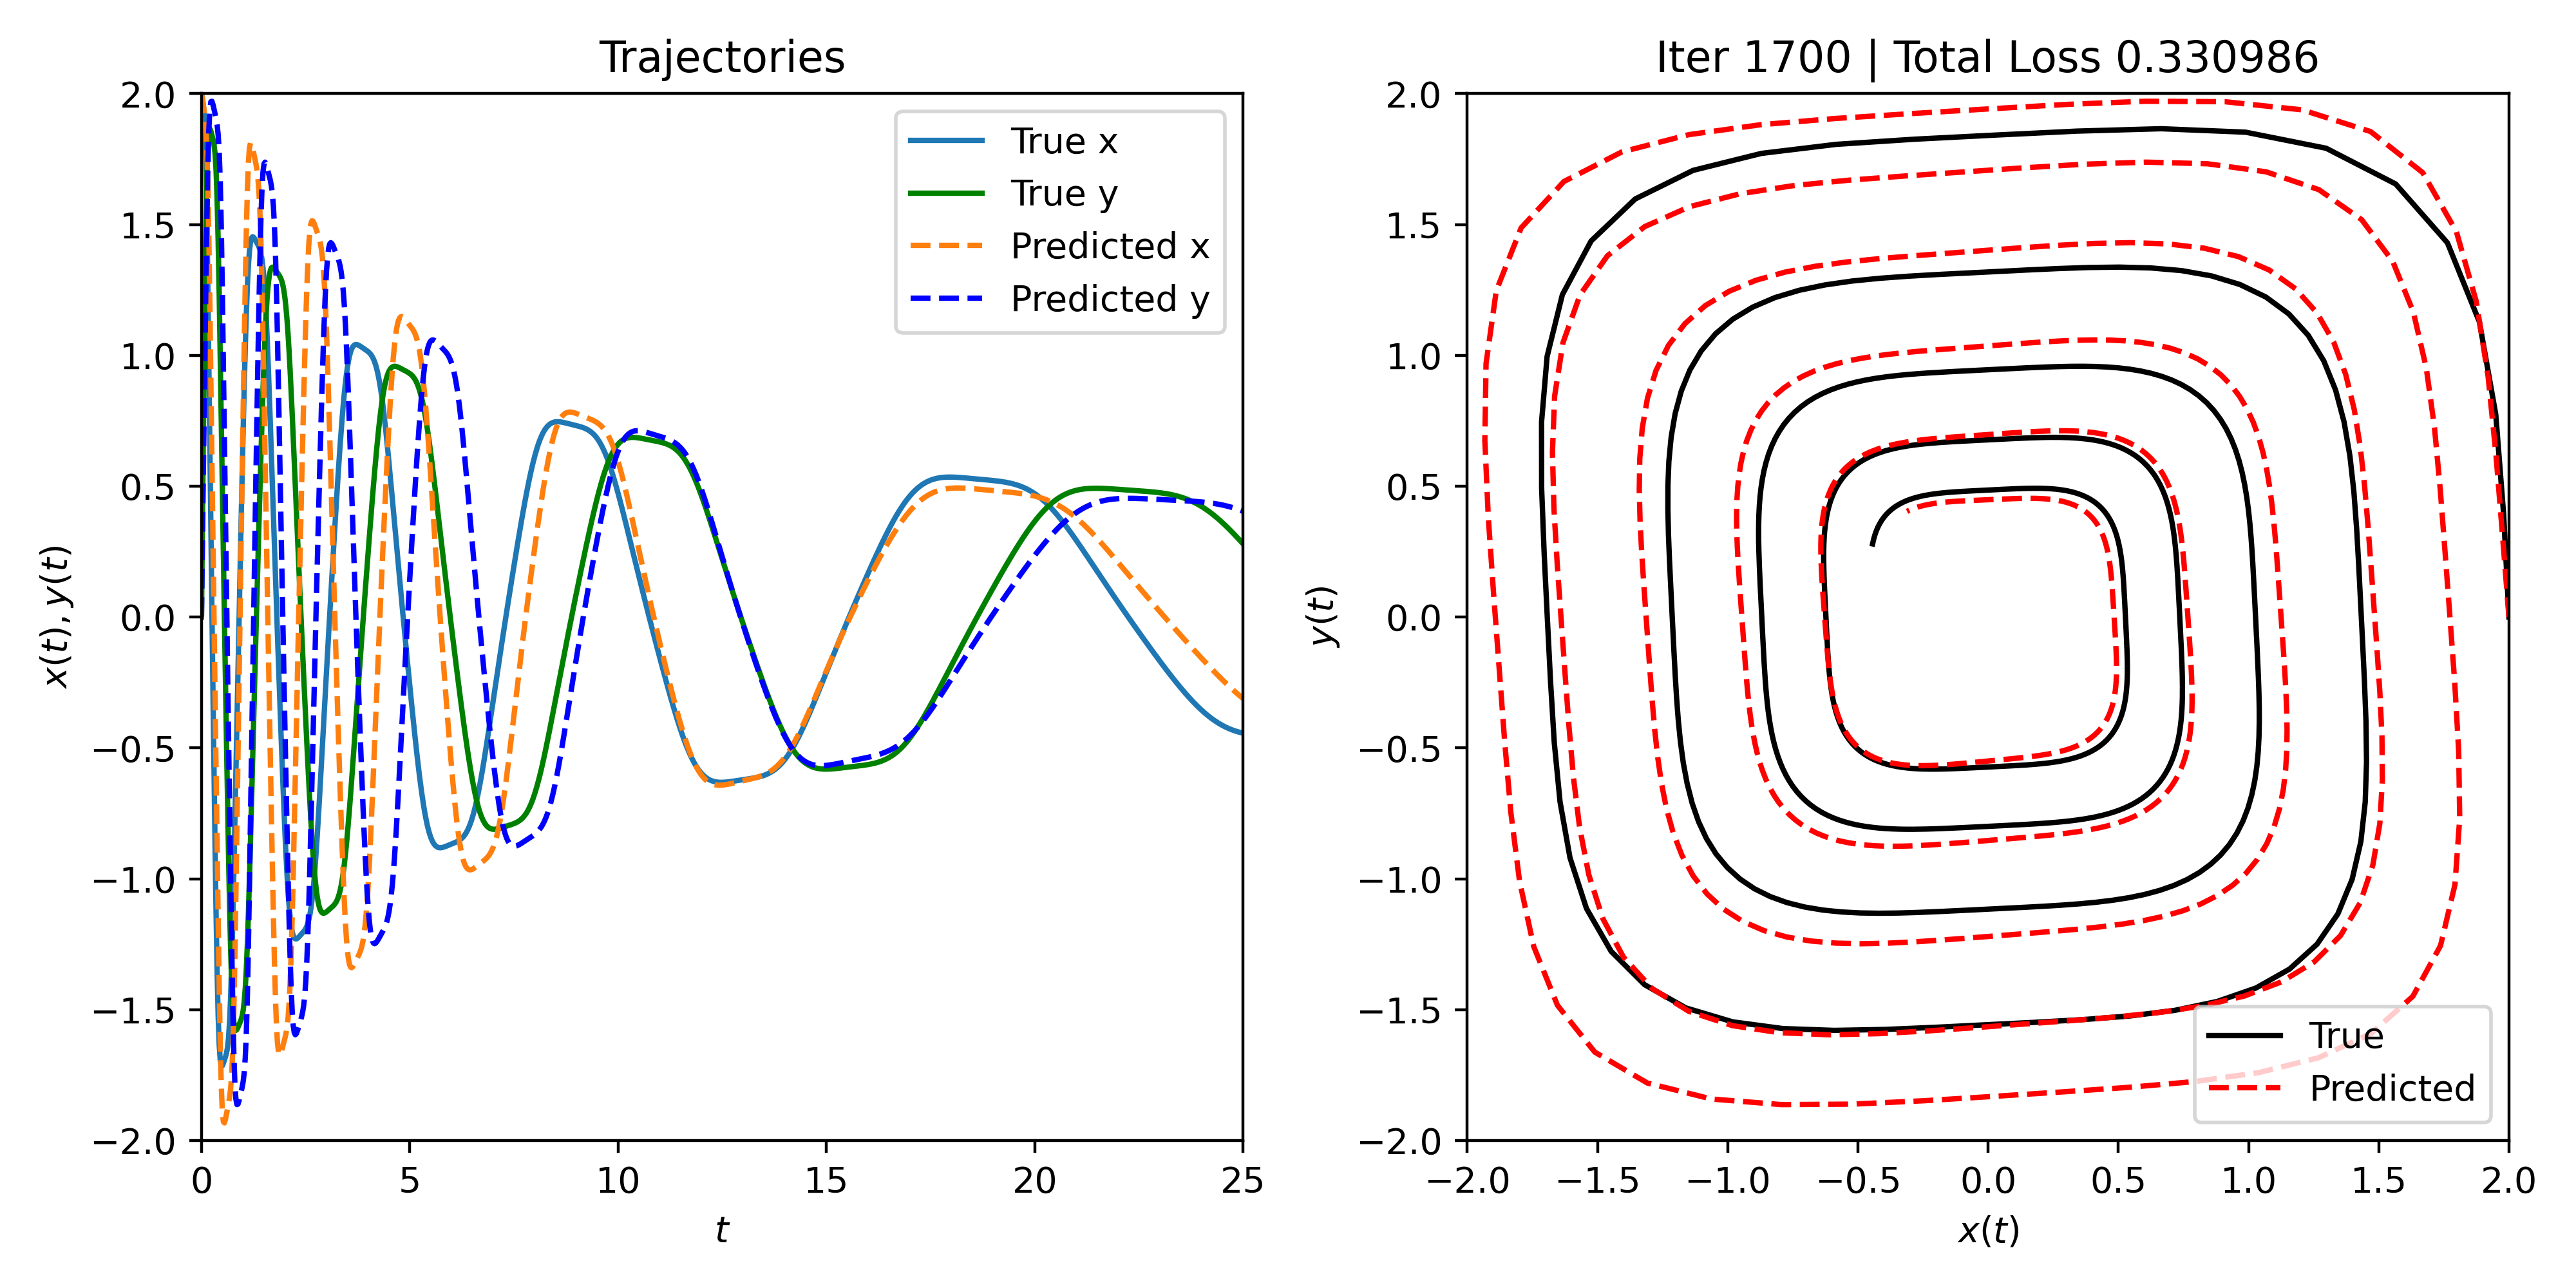 Trajectories
2.0
1.5
1.0
0.5
0.0
−0.5
−1.0
−1.5
−2.0
x(t), y(t)
0 5 10 15 20 25
t
True x
True y
Predicted x
Predicted y
Iter 1700 | Total Loss 0.330986
2.0
1.5
1.0
0.5
0.0
−0.5
−1.0
−1.5
−2.0
y(t)
−2.0 −1.5 −1.0 −0.5 0.0 0.5 1.0 1.5 2.0
x(t)
True
Predicted